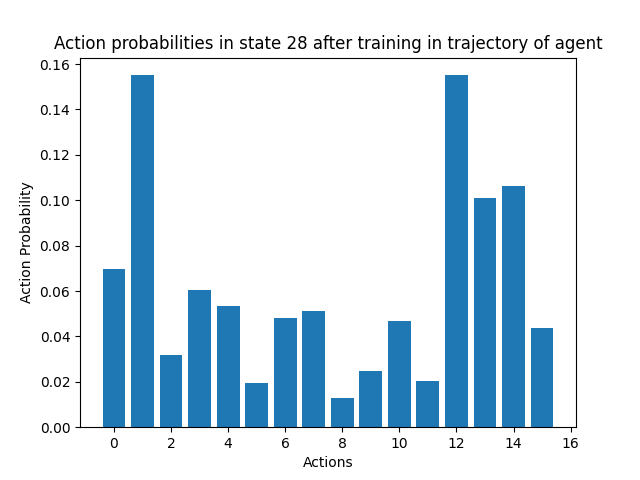 Action probabilities in state 28 after training in trajectory of agent
0.16
0.14
0.12
0.10
0.08
0.06
0.04
0.02
0.00
Action Probability
0 2 4 6 8 10 12 14 16
Actions